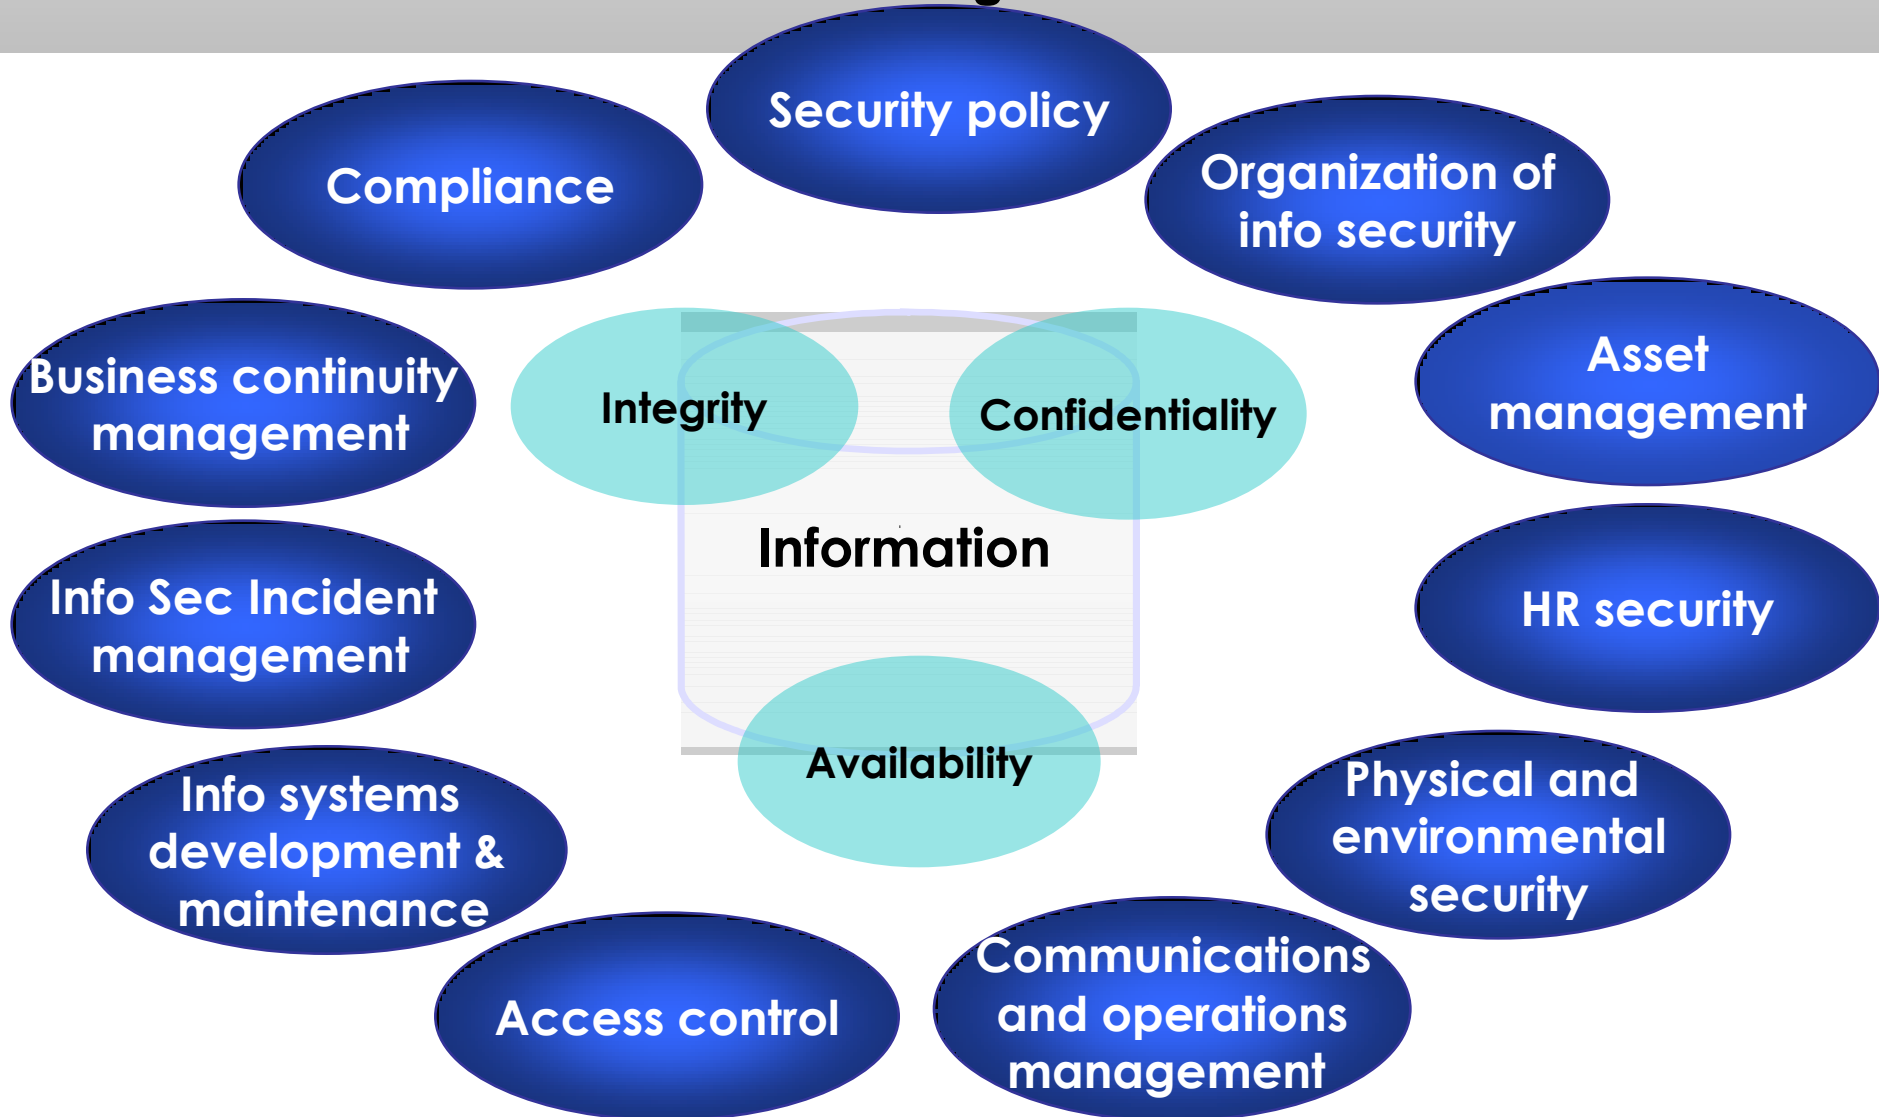 Security policy
Compliance
Organization of
info security
Business continuity
management
Integrity
Confidentiality
Asset
management
Information
Info Sec Incident
management
HR security
Availability
Info systems
development &
maintenance
Physical and
environmental
security
Access control
Communications
and operations
management